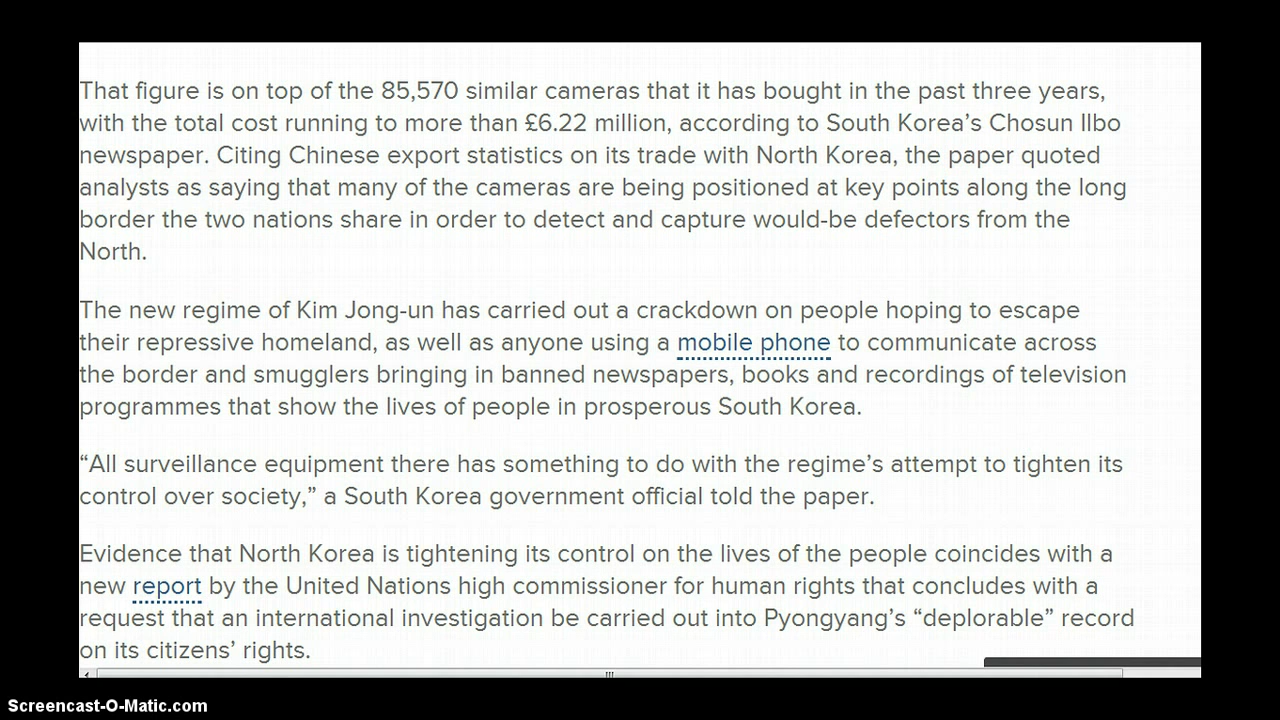 That figure is on top of the 85,570 similar cameras that it has bought in the past three years,
with the total cost running to more than £6.22 million, according to South Korea’s Chosun Ilbo
newspaper. Citing Chinese export statistics on its trade with North Korea, the paper quoted
analysts as saying that many of the cameras are being positioned at key points along the long
border the two nations share in order to detect and capture would-be defectors from the
North.
The new regime of Kim Jong-un has carried out a crackdown on people hoping to escape
their repressive homeland, as well as anyone using a mobile phone to communicate across
the border and smugglers bringing in banned newspapers, books and recordings of television
programmes that show the lives of people in prosperous South Korea.
“All surveillance equipment there has something to do with the regime’s attempt to tighten its
control over society,” a South Korea government official told the paper.
Evidence that North Korea is tightening its control on the lives of the people coincides with a
new report by the United Nations high commissioner for human rights that concludes with a
request that an international investigation be carried out into Pyongyang’s “deplorable” record
on its citizens’ rights.
Screencast-O-Matic.com